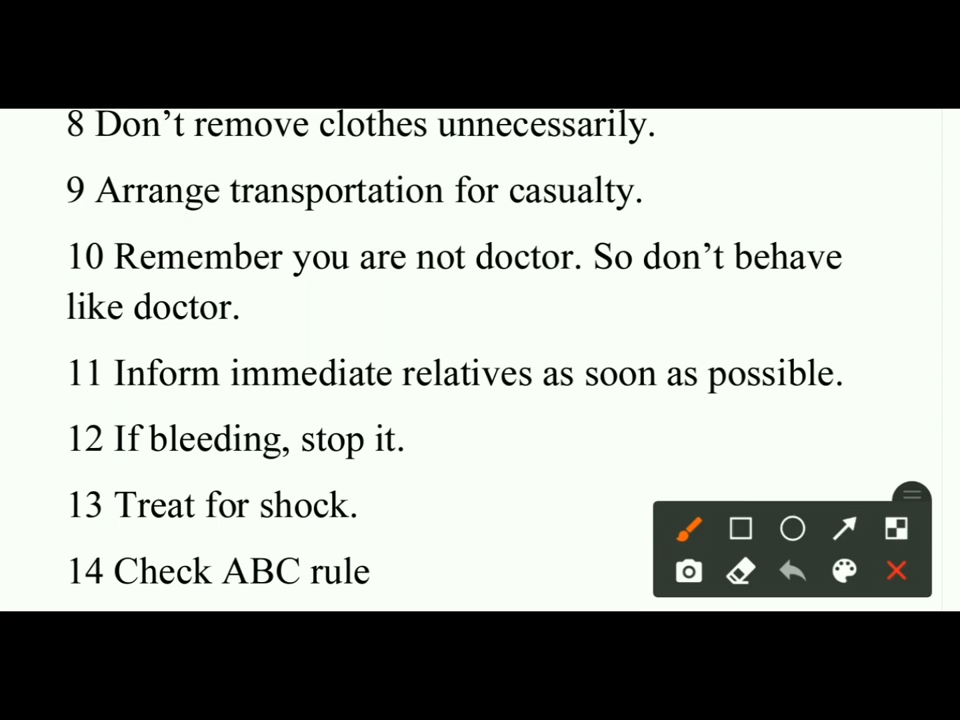 8 Don’t remove clothes unnecessarily.
9 Arrange transportation for casualty.
10 Remember you are not doctor. So don’t behave
like doctor.
11 Inform immediate relatives as soon as possible.
12 If bleeding, stop it.
13 Treat for shock.
14 Check ABC rule